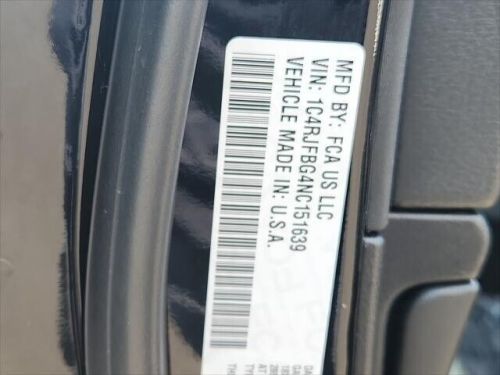 MFD BY: FCA US LLC
VIN: 1C4RJFBG4NC151639
VEHICLE MADE IN: U.S.A.